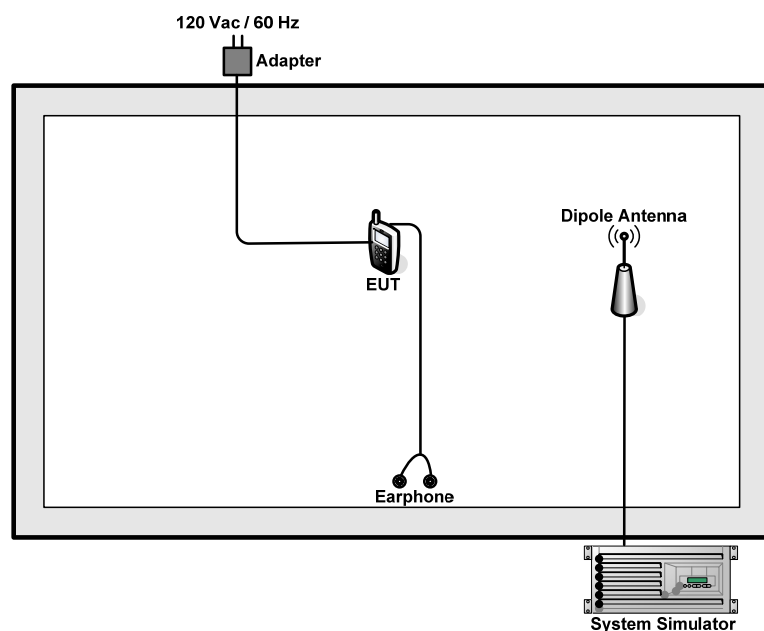 120 Vac / 60 Hz
Adapter
Dipole Antenna
EUT
Earphone
System Simulator